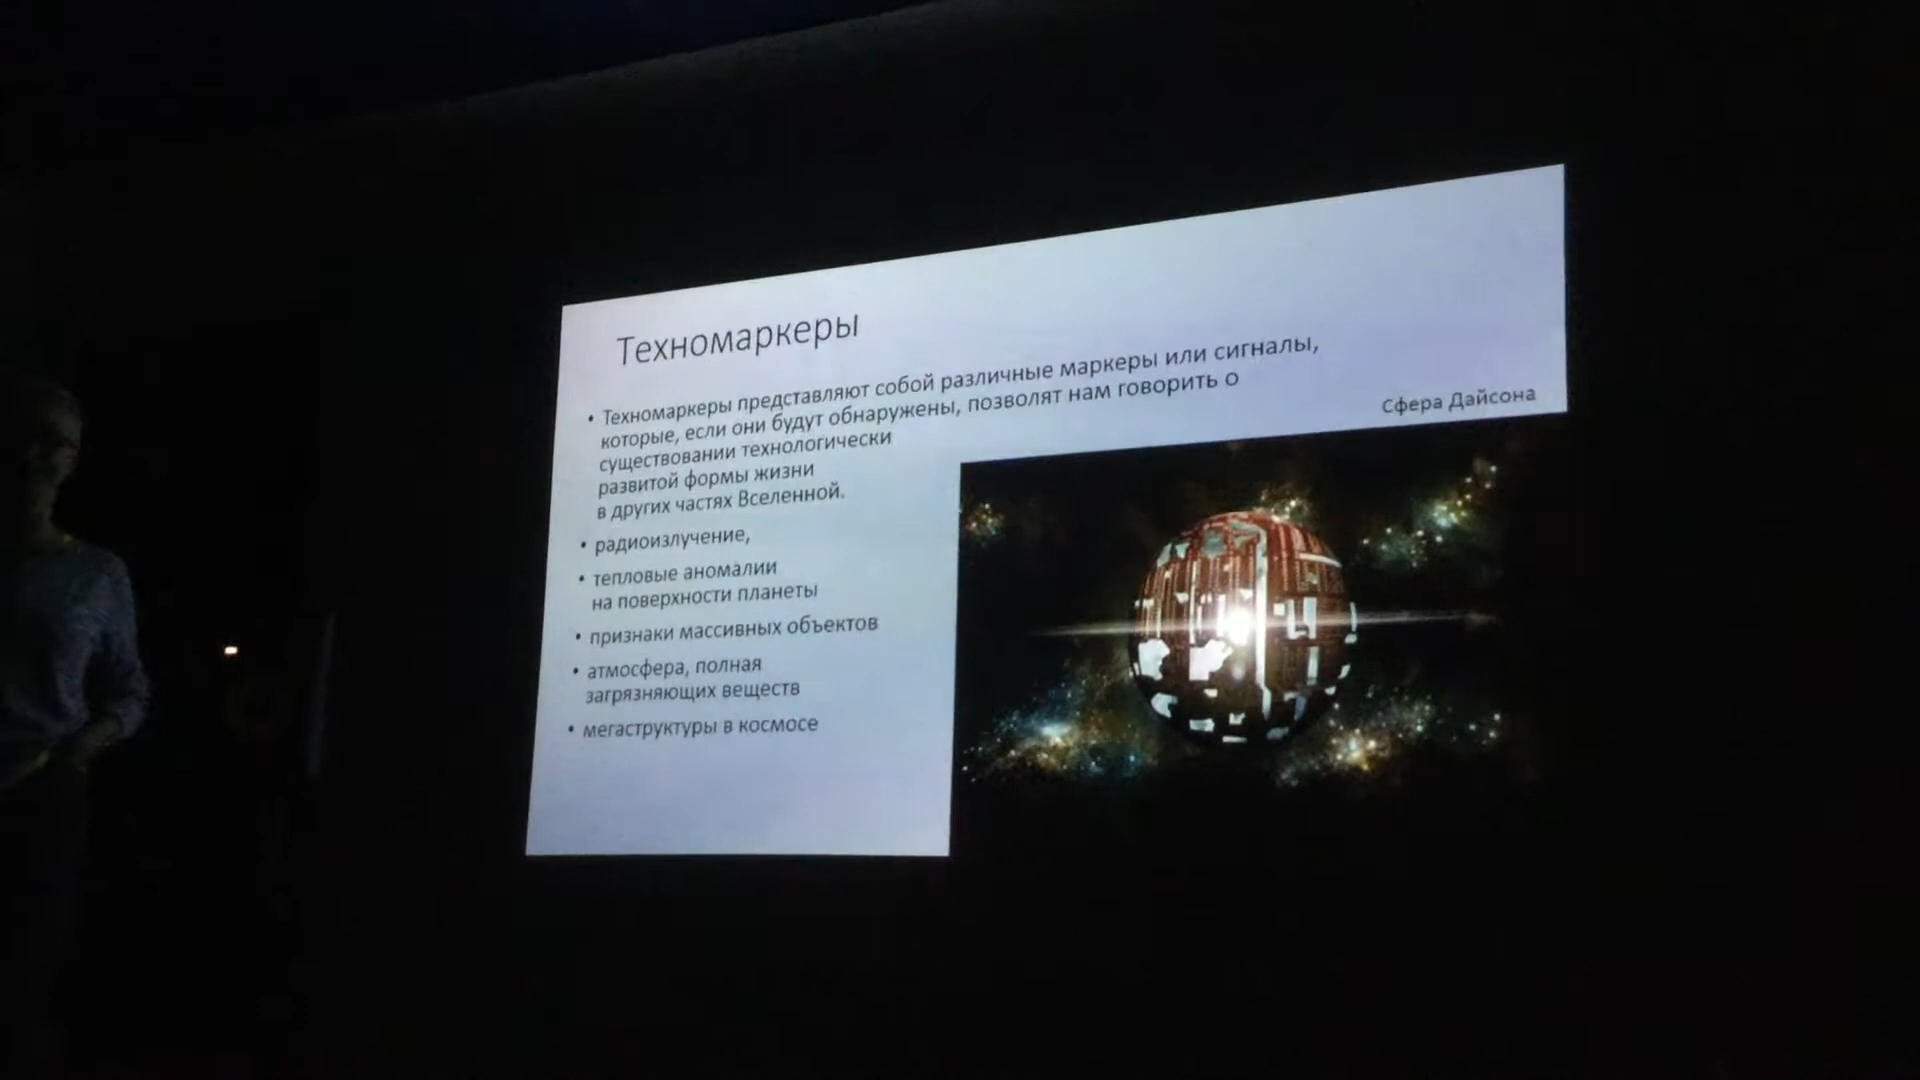 Техномаркеры
• Техномаркеры представляют собой различные маркеры или сигналы,
которые, если они будут обнаружены, позволят нам говорить о
существовании технологически
развитой формы жизни
в других частях Вселенной.
• радиоизлучение,
• тепловые аномалии
на поверхности планеты
• признаки массивных объектов
• атмосфера, полная
загрязняющих веществ
• мегаструктуры в космосе
Сфера Дайсона